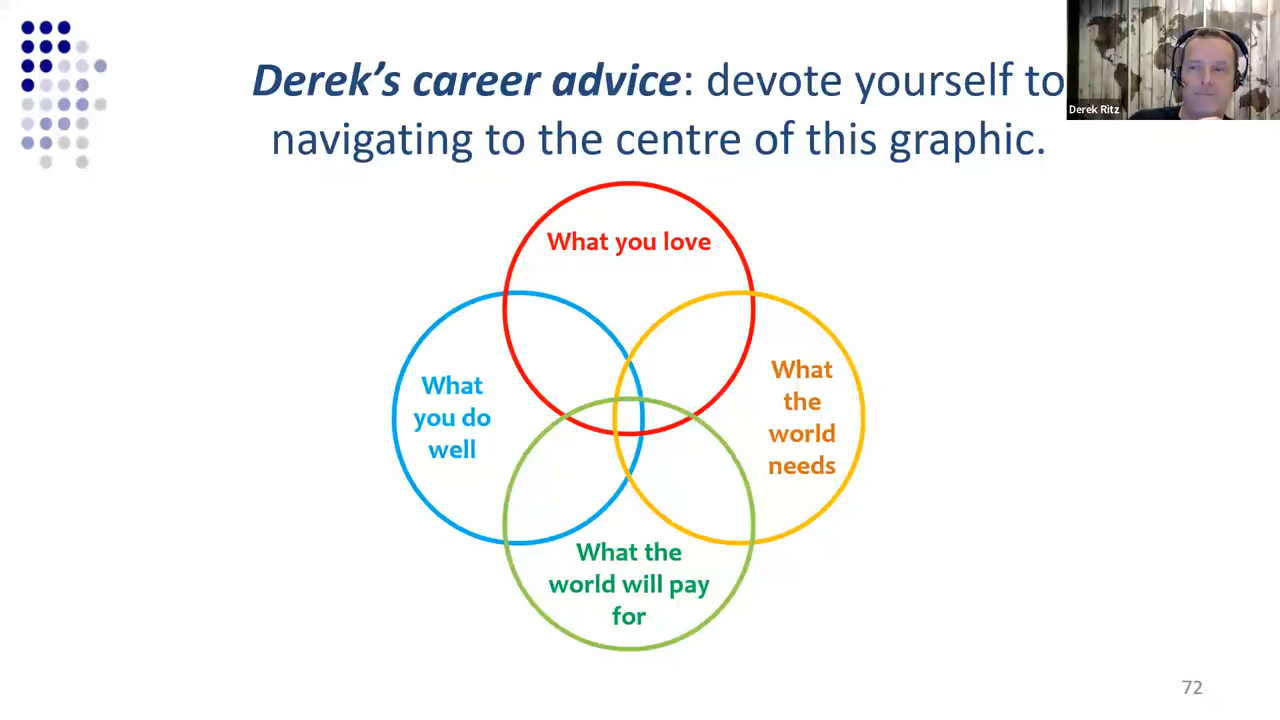 Derek's career advice: devote yourself to
navigating to the centre of this graphic.
Derek Ritz
What you love
What
you do
well
What
the
world
needs
What the
world will pay
for
72